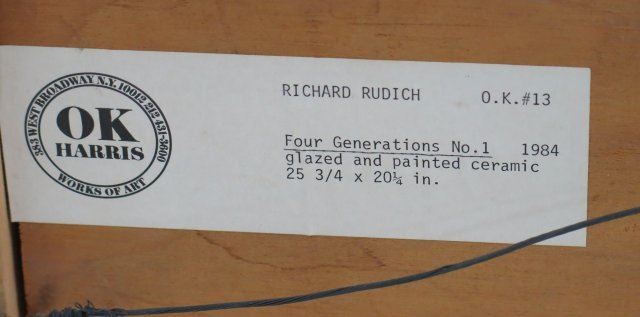 383 WEST BROADWAY N.Y. 10012 212 431-3600
OK
HARRIS
WORKS OF ART
RICHARD RUDICH O.K.#13
Four Generations No.1 1984
glazed and painted ceramic
25 3/4 x 20¼ in.